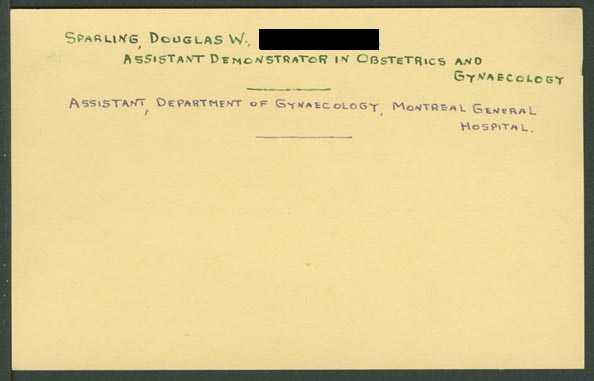 SPARLING, DOUGLAS W.,
ASSISTANT DEMONSTRATOR IN OBSTETRICS AND
GYNAECOLOGY
ASSISTANT, DEPARTMENT OF GYNAECOLOGY, MONTREAL GENERAL
HOSPITAL.